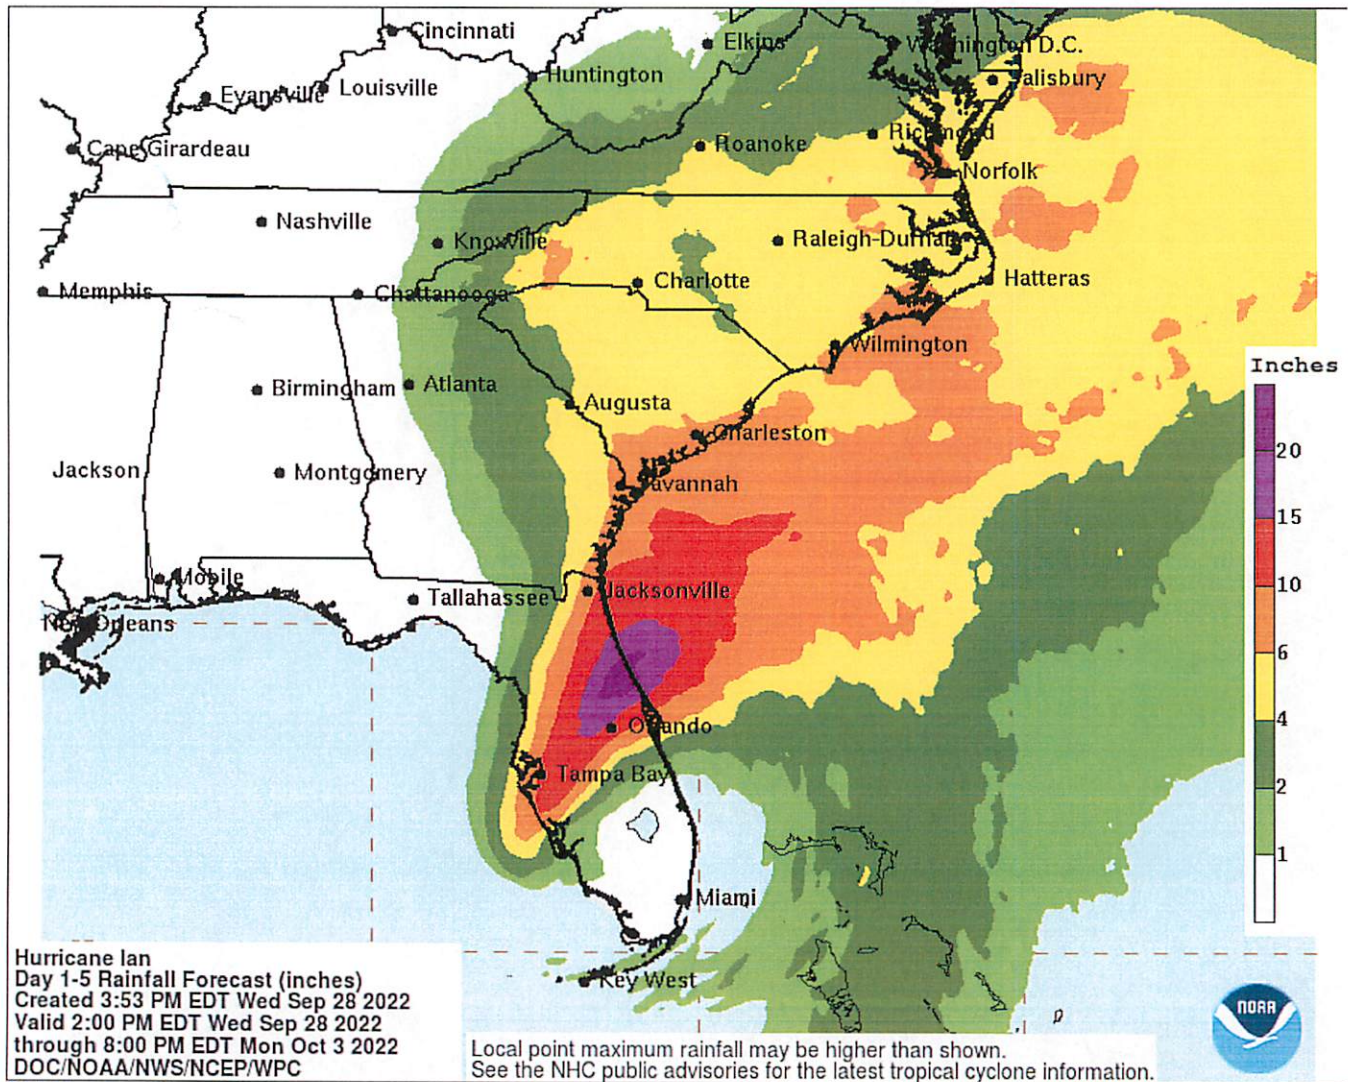 Cincinnati
Elkins
Washington D.C.
Huntington
Salisbury
Evansville
Louisville
Richmond
Cape Girardeau
Roanoke
Norfolk
Nashville
Knoxville
Raleigh-Durham
Memphis
Chattanooga
Charlotte
Hatteras
Wilmington
Inches
Birmingham
Atlanta
Augusta
Charleston
20
Jackson
Montgomery
Savannah
15
Mobile
Jacksonville
10
Tallahassee
New Orleans
6
Orlando
4
Tampa Bay
2
1
Miami
Key West
Hurricane Ian
Day 1-5 Rainfall Forecast (inches)
Created 3:53 PM EDT Wed Sep 28 2022
Valid 2:00 PM EDT Wed Sep 28 2022
through 8:00 PM EDT Mon Oct 3 2022
DOC/NOAA/NWS/NCEP/WPC
NOAA
Local point maximum rainfall may be higher than shown.
See the NHC public advisories for the latest tropical cyclone information.